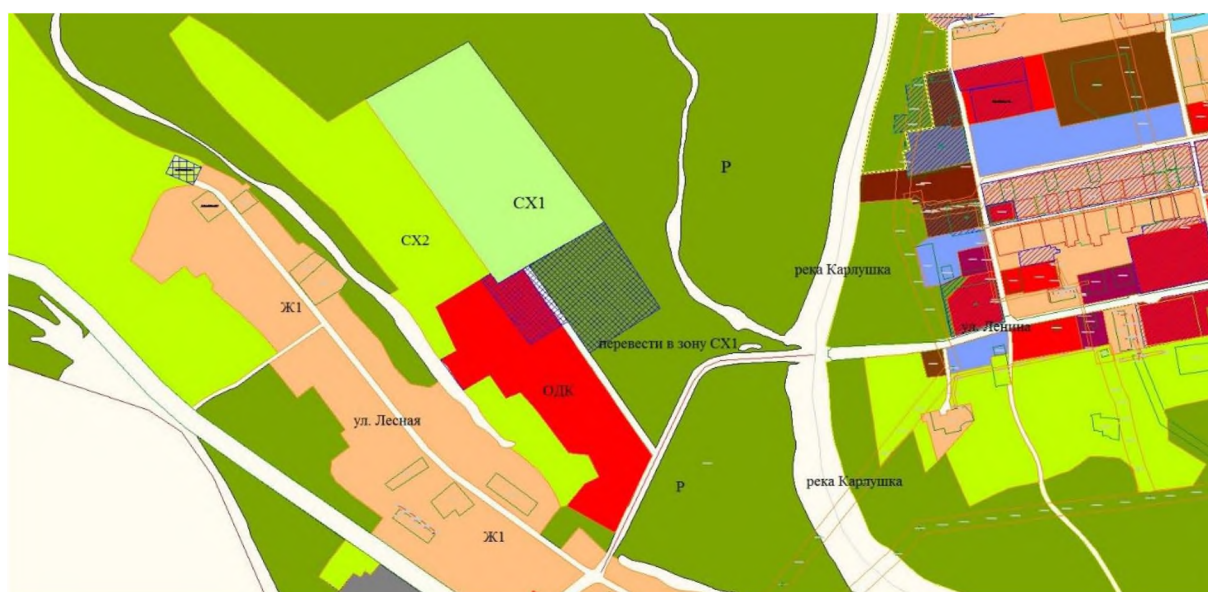 Р
СХ1
СХ2
река Карлушка
Ж1
ул. Ленина
перевести в зону СХ1
ОДК
ул. Лесная
река Карлушка
Р
Ж1